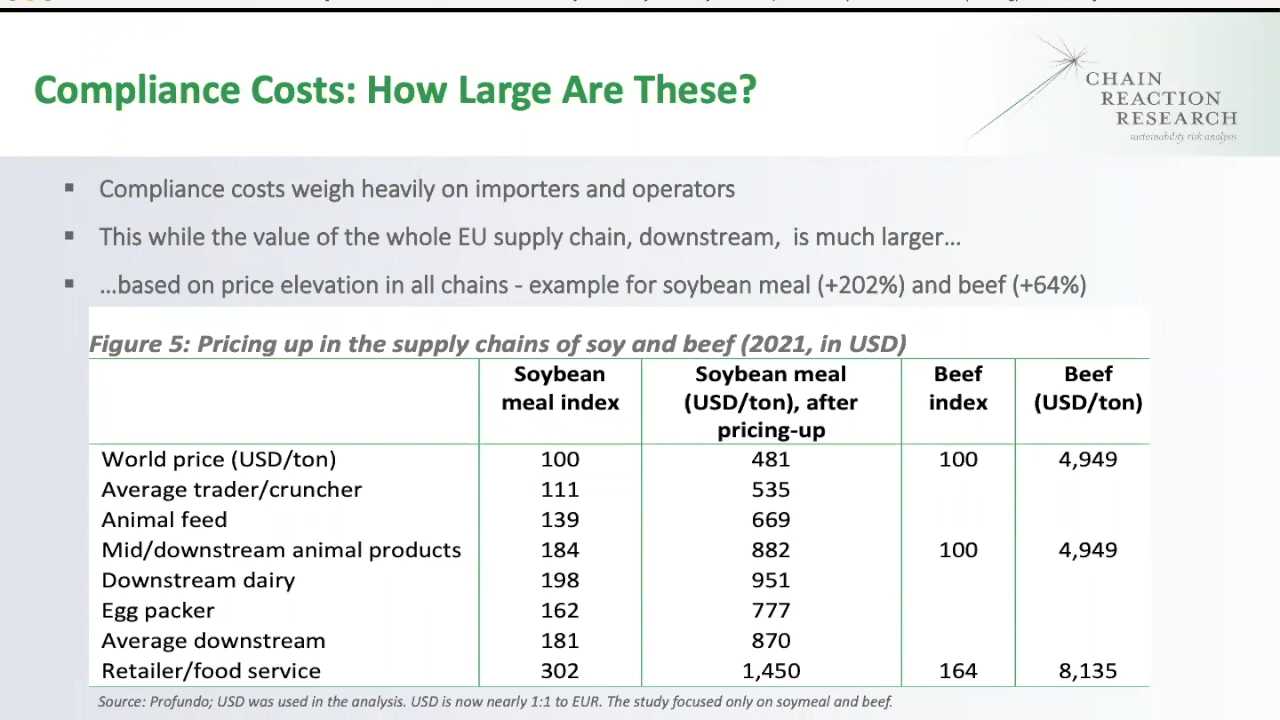 Compliance Costs: How Large Are These?
CHAIN
REACTION
RESEARCH
sustainability risk analysis
▪ Compliance costs weigh heavily on importers and operators
▪ This while the value of the whole EU supply chain, downstream, is much larger…
▪ …based on price elevation in all chains - example for soybean meal (+202%) and beef (+64%)
Figure 5: Pricing up in the supply chains of soy and beef (2021, in USD)
Soybean meal index | Soybean meal (USD/ton), after pricing-up | Beef index | Beef (USD/ton)
World price (USD/ton) 100 481 100 4,949
Average trader/cruncher 111 535
Animal feed 139 669
Mid/downstream animal products 184 882 100 4,949
Downstream dairy 198 951
Egg packer 162 777
Average downstream 181 870
Retailer/food service 302 1,450 164 8,135
Source: Profundo; USD was used in the analysis. USD is now nearly 1:1 to EUR. The study focused only on soymeal and beef.